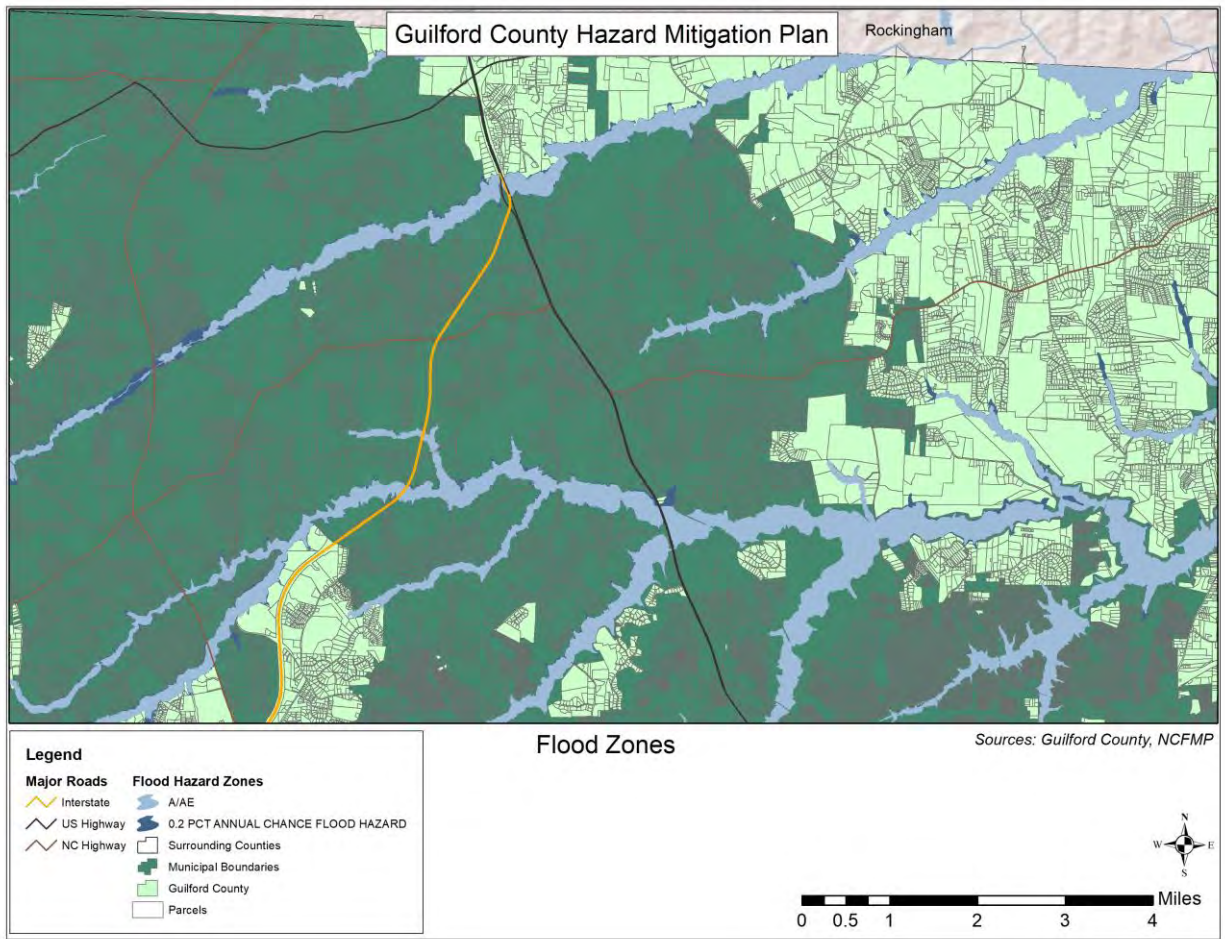 Guilford County Hazard Mitigation Plan
Rockingham
Flood Zones
Sources: Guilford County, NCFMP
Legend
Major Roads
Interstate
US Highway
NC Highway
Flood Hazard Zones
A/AE
0.2 PCT ANNUAL CHANCE FLOOD HAZARD
Surrounding Counties
Municipal Boundaries
Guilford County
Parcels
N
W E
S
Miles
0 0.5 1 2 3 4